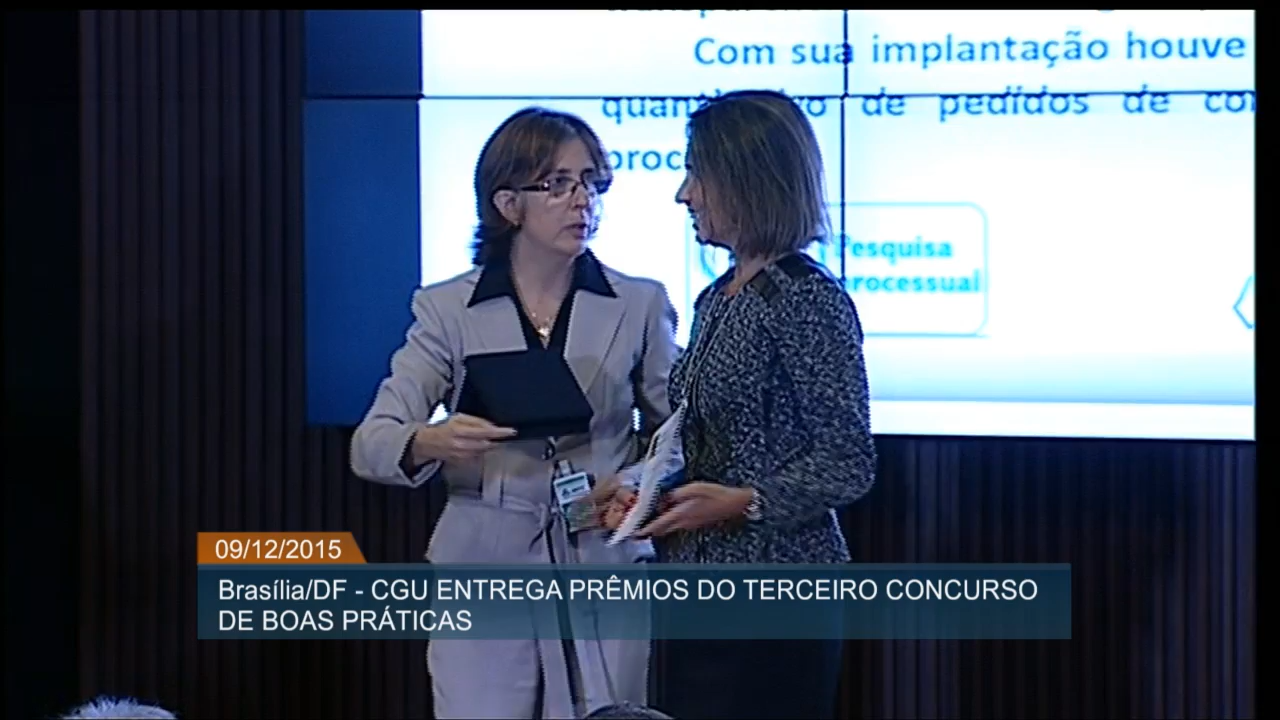 Com sua implantação houve
de pedidos de
Pesquisa
processual
09/12/2015
Brasília/DF - CGU ENTREGA PRÊMIOS DO TERCEIRO CONCURSO
DE BOAS PRÁTICAS